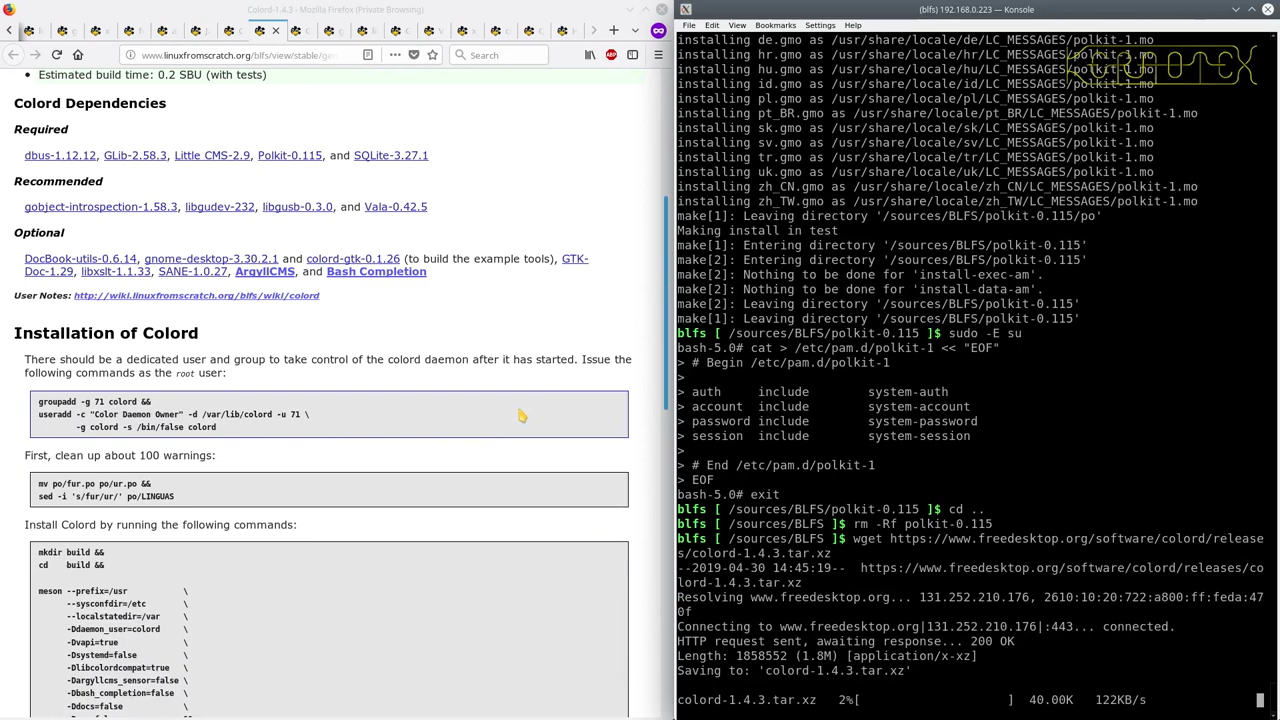 Colord-1.4.3 - Mozilla Firefox (Private Browsing)
www.linuxfromscratch.org/blfs/view/stable/ge
Search
Estimated build time: 0.2 SBU (with tests)
Colord Dependencies
Required
dbus-1.12.12, GLib-2.58.3, Little CMS-2.9, Polkit-0.115, and SQLite-3.27.1
Recommended
gobject-introspection-1.58.3, libgudev-232, libgusb-0.3.0, and Vala-0.42.5
Optional
DocBook-utils-0.6.14, gnome-desktop-3.30.2.1 and colord-gtk-0.1.26 (to build the example tools), GTK-
Doc-1.29, libxslt-1.1.33, SANE-1.0.27, ArgyllCMS, and Bash Completion
User Notes: http://wiki.linuxfromscratch.org/blfs/wiki/colord
Installation of Colord
There should be a dedicated user and group to take control of the colord daemon after it has started. Issue the
following commands as the root user:
groupadd -g 71 colord &&
useradd -c "Color Daemon Owner" -d /var/lib/colord -u 71 \
-g colord -s /bin/false colord
First, clean up about 100 warnings:
mv po/fur.po po/ur.po &&
sed -i 's/fur/ur/' po/LINGUAS
Install Colord by running the following commands:
mkdir build &&
cd    build &&
meson --prefix=/usr \
--sysconfdir=/etc \
--localstatedir=/var \
-Ddaemon_user=colord \
-Dvapi=true \
-Dsystemd=false \
-Dlibcolordcompat=true \
-Dargyllcms_sensor=false \
-Dbash_completion=false \
-Ddocs=false \
(blfs) 192.168.0.223 — Konsole
File Edit View Bookmarks Settings Help
installing de.gmo as /usr/share/locale/de/LC_MESSAGES/polkit-1.mo
installing hr.gmo as /usr/share/locale/hr/LC_MESSAGES/polkit-1.mo
installing hu.gmo as /usr/share/locale/hu/LC_MESSAGES/polkit-1.mo
installing id.gmo as /usr/share/locale/id/LC_MESSAGES/polkit-1.mo
installing pl.gmo as /usr/share/locale/pl/LC_MESSAGES/polkit-1.mo
installing pt_BR.gmo as /usr/share/locale/pt_BR/LC_MESSAGES/polkit-1.mo
installing sk.gmo as /usr/share/locale/sk/LC_MESSAGES/polkit-1.mo
installing sv.gmo as /usr/share/locale/sv/LC_MESSAGES/polkit-1.mo
installing tr.gmo as /usr/share/locale/tr/LC_MESSAGES/polkit-1.mo
installing uk.gmo as /usr/share/locale/uk/LC_MESSAGES/polkit-1.mo
installing zh_CN.gmo as /usr/share/locale/zh_CN/LC_MESSAGES/polkit-1.mo
installing zh_TW.gmo as /usr/share/locale/zh_TW/LC_MESSAGES/polkit-1.mo
make[1]: Leaving directory '/sources/BLFS/polkit-0.115/po'
Making install in test
make[1]: Entering directory '/sources/BLFS/polkit-0.115'
make[2]: Entering directory '/sources/BLFS/polkit-0.115'
make[2]: Nothing to be done for 'install-exec-am'.
make[2]: Nothing to be done for 'install-data-am'.
make[2]: Leaving directory '/sources/BLFS/polkit-0.115'
make[1]: Leaving directory '/sources/BLFS/polkit-0.115'
blfs [ /sources/BLFS/polkit-0.115 ]$ sudo -E su
bash-5.0# cat > /etc/pam.d/polkit-1 << "EOF"
> # Begin /etc/pam.d/polkit-1
>
> auth     include        system-auth
> account  include        system-account
> password include        system-password
> session  include        system-session
>
> # End /etc/pam.d/polkit-1
> EOF
bash-5.0# exit
blfs [ /sources/BLFS/polkit-0.115 ]$ cd ..
blfs [ /sources/BLFS ]$ rm -Rf polkit-0.115
blfs [ /sources/BLFS ]$ wget https://www.freedesktop.org/software/colord/release
s/colord-1.4.3.tar.xz
--2019-04-30 14:45:19--  https://www.freedesktop.org/software/colord/releases/co
lord-1.4.3.tar.xz
Resolving www.freedesktop.org... 131.252.210.176, 2610:10:20:722:a800:ff:feda:47
0f
Connecting to www.freedesktop.org|131.252.210.176|:443... connected.
HTTP request sent, awaiting response... 200 OK
Length: 1858552 (1.8M) [application/x-xz]
Saving to: 'colord-1.4.3.tar.xz'
colord-1.4.3.tar.xz   2%[                    ]  40.00K   122KB/s